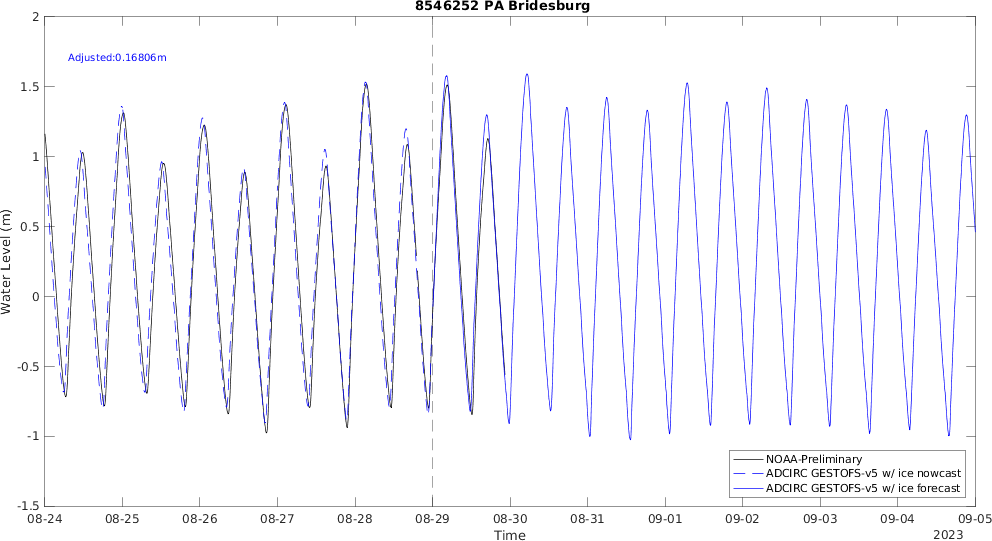 8546252 PA Bridesburg
Adjusted:0.16806m
Water Level (m)
2
1.5
1
0.5
0
-0.5
-1
-1.5
NOAA-Preliminary
ADCIRC GESTOFS-v5 w/ ice nowcast
ADCIRC GESTOFS-v5 w/ ice forecast
08-24 08-25 08-26 08-27 08-28 08-29 08-30 08-31 09-01 09-02 09-03 09-04 09-05
Time
2023